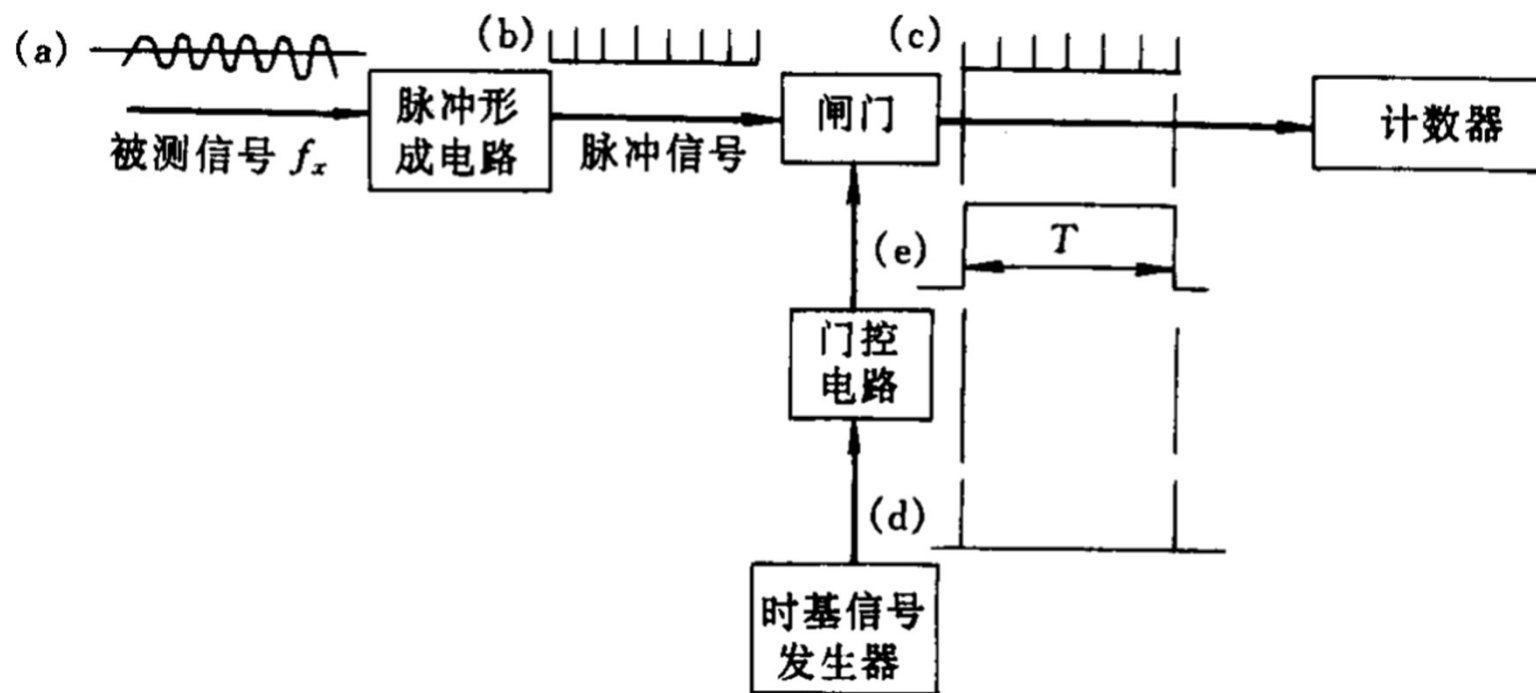 (a)
(b)
(c)
脉冲形
成电路
闸门
计数器
被测信号 fₓ
脉冲信号
(e)
T
门控
电路
(d)
时基信号
发生器